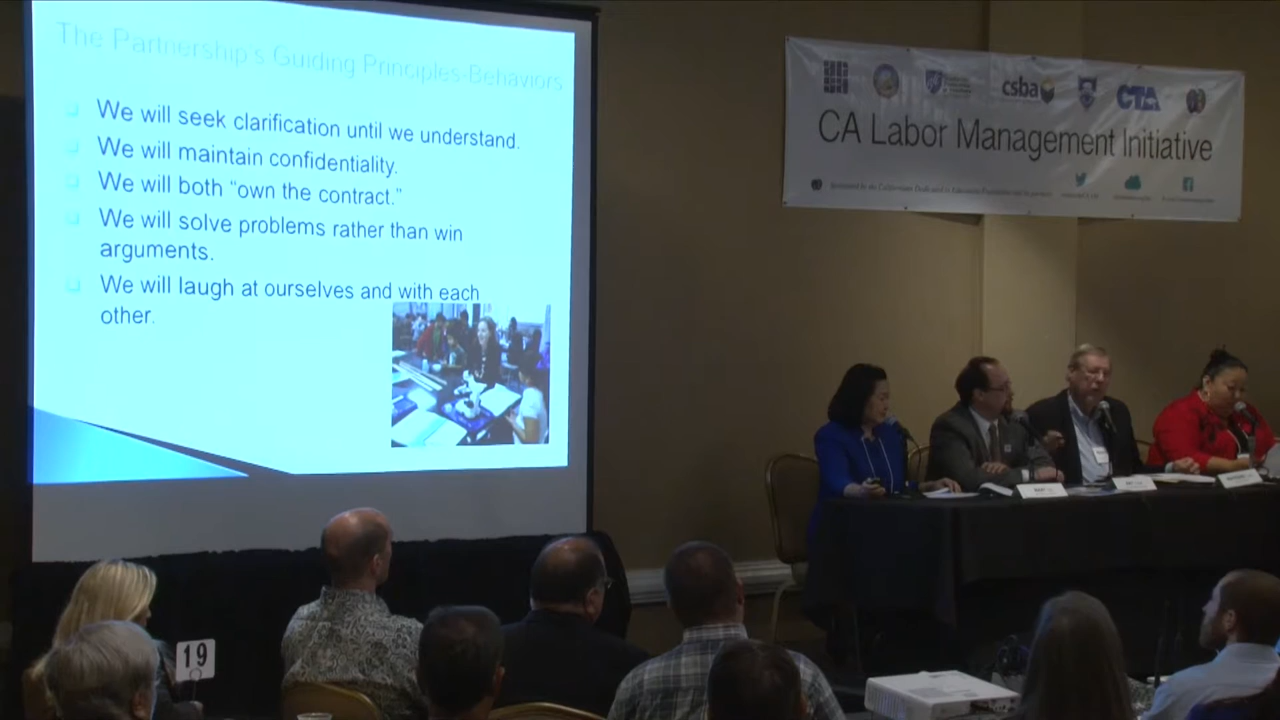 The Partnership's Guiding Principles-Behaviors
We will seek clarification until we understand.
We will maintain confidentiality.
We will both "own the contract."
We will solve problems rather than win
arguments.
We will laugh at ourselves and with each
other.
csba
CTA
CA Labor Management Initiative
19